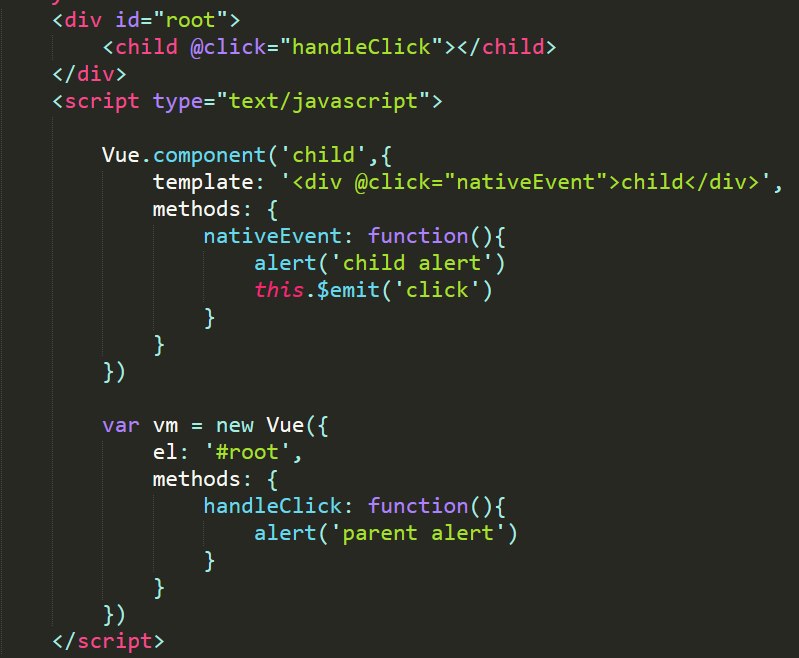 <div id="root">
    <child @click="handleClick"></child>
</div>
<script type="text/javascript">
    Vue.component('child',{
        template: '<div @click="nativeEvent">child</div>',
        methods: {
            nativeEvent: function(){
                alert('child alert')
                this.$emit('click')
            }
        }
    })
    var vm = new Vue({
        el: '#root',
        methods: {
            handleClick: function(){
                alert('parent alert')
            }
        }
    })
</script>